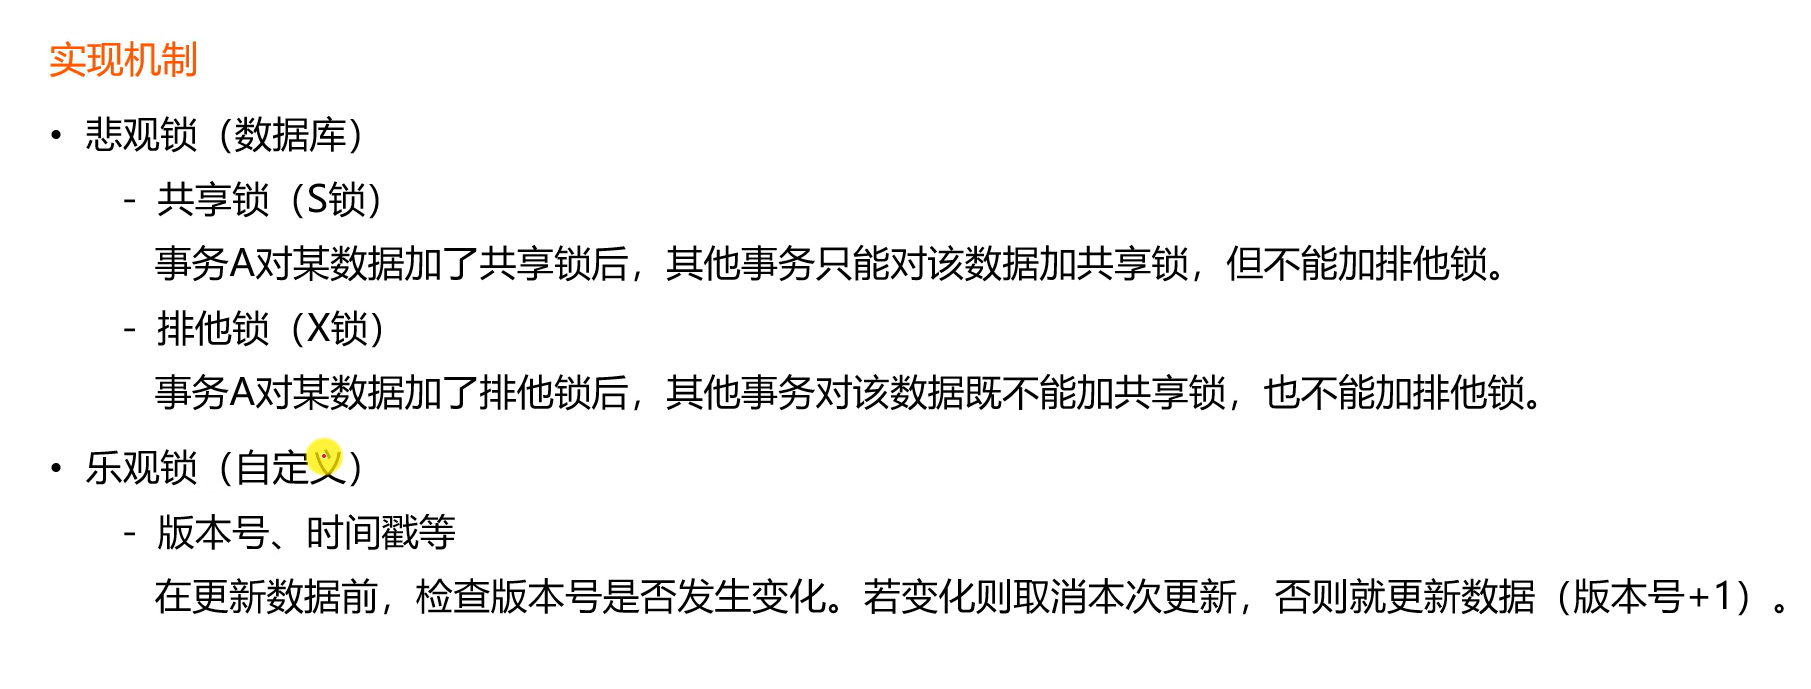 实现机制
• 悲观锁（数据库）
- 共享锁（S锁）
事务A对某数据加了共享锁后，其他事务只能对该数据加共享锁，但不能加排他锁。
- 排他锁（X锁）
事务A对某数据加了排他锁后，其他事务对该数据既不能加共享锁，也不能加排他锁。
• 乐观锁（自定义）
- 版本号、时间戳等
在更新数据前，检查版本号是否发生变化。若变化则取消本次更新，否则就更新数据（版本号+1）。